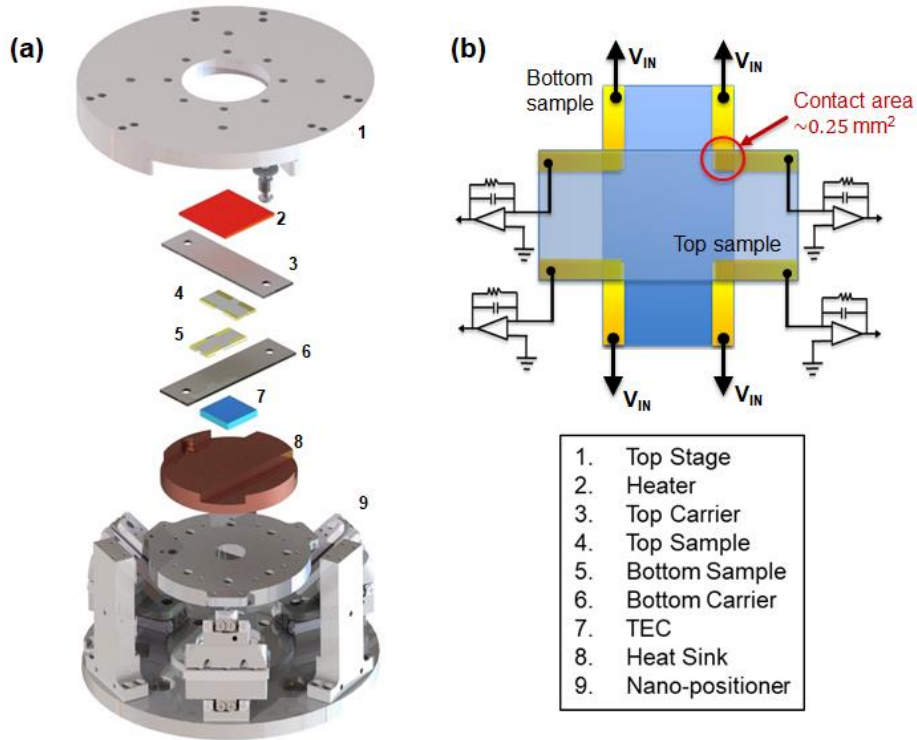 (a)
1
2
3
4
5
6
7
8
9
(b)
V_IN
V_IN
Bottom
sample
Contact area
~0.25 mm²
Top sample
V_IN
V_IN
1. Top Stage
2. Heater
3. Top Carrier
4. Top Sample
5. Bottom Sample
6. Bottom Carrier
7. TEC
8. Heat Sink
9. Nano-positioner